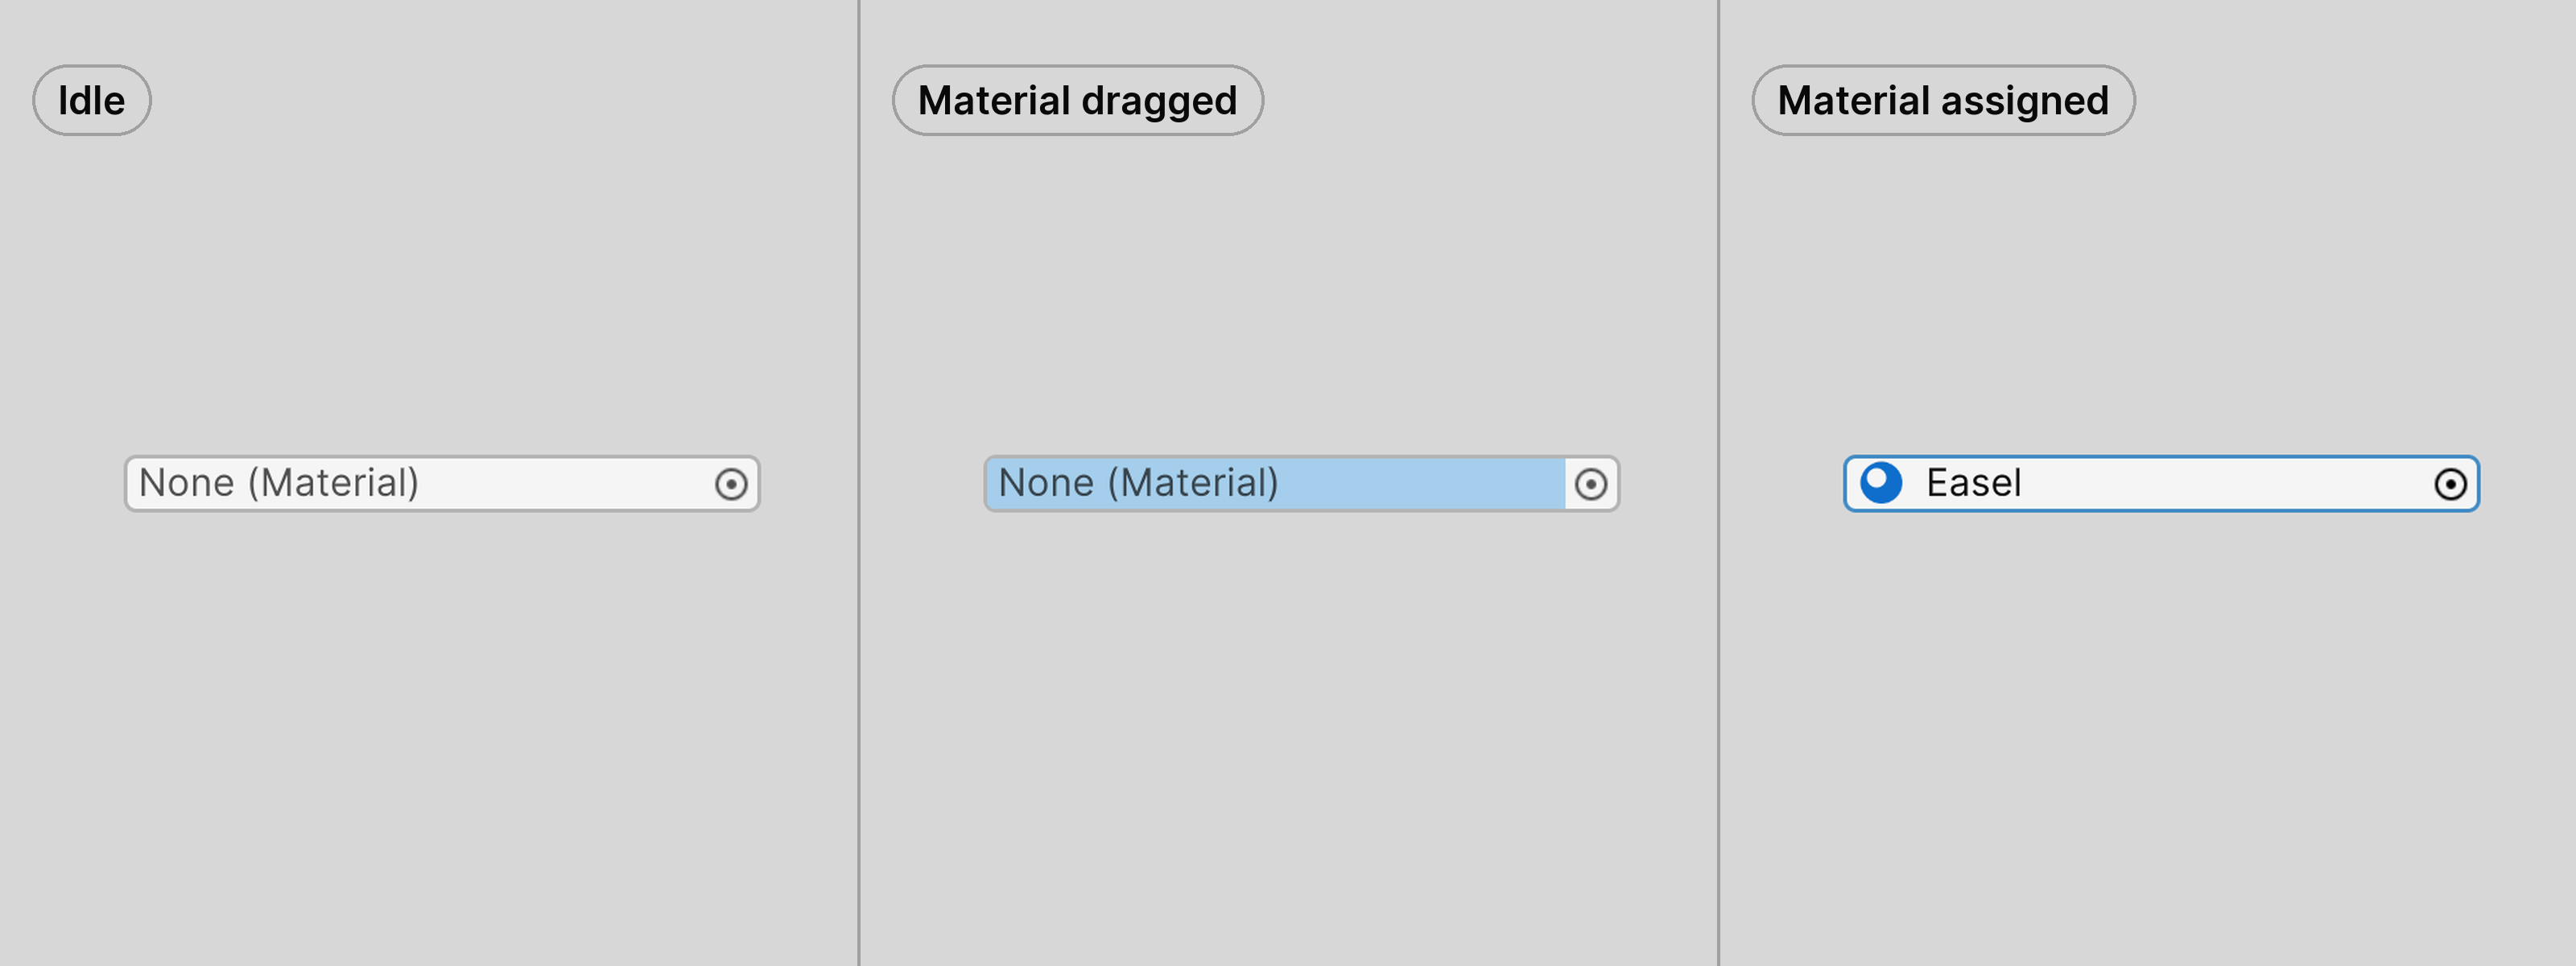 Idle
None (Material)
Material dragged
None (Material)
Material assigned
Easel